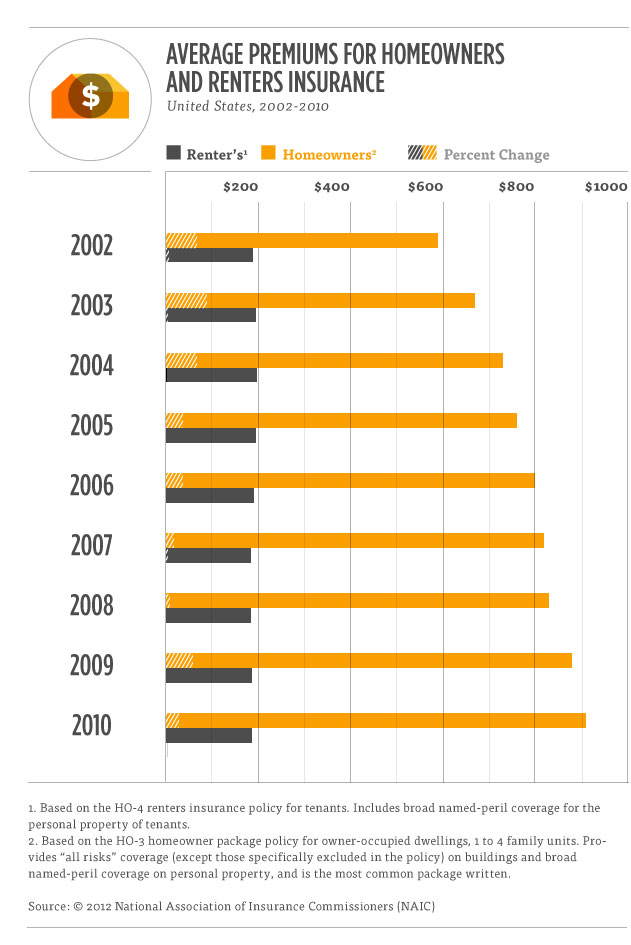 AVERAGE PREMIUMS FOR HOMEOWNERS
AND RENTERS INSURANCE
United States, 2002-2010
$
Renter's¹ Homeowners² Percent Change
$200 $400 $600 $800 $1000
2002
2003
2004
2005
2006
2007
2008
2009
2010
1. Based on the HO-4 renters insurance policy for tenants. Includes broad named-peril coverage for the
personal property of tenants.
2. Based on the HO-3 homeowner package policy for owner-occupied dwellings, 1 to 4 family units. Pro-
vides “all risks” coverage (except those specifically excluded in the policy) on buildings and broad
named-peril coverage on personal property, and is the most common package written.
Source: © 2012 National Association of Insurance Commissioners (NAIC)